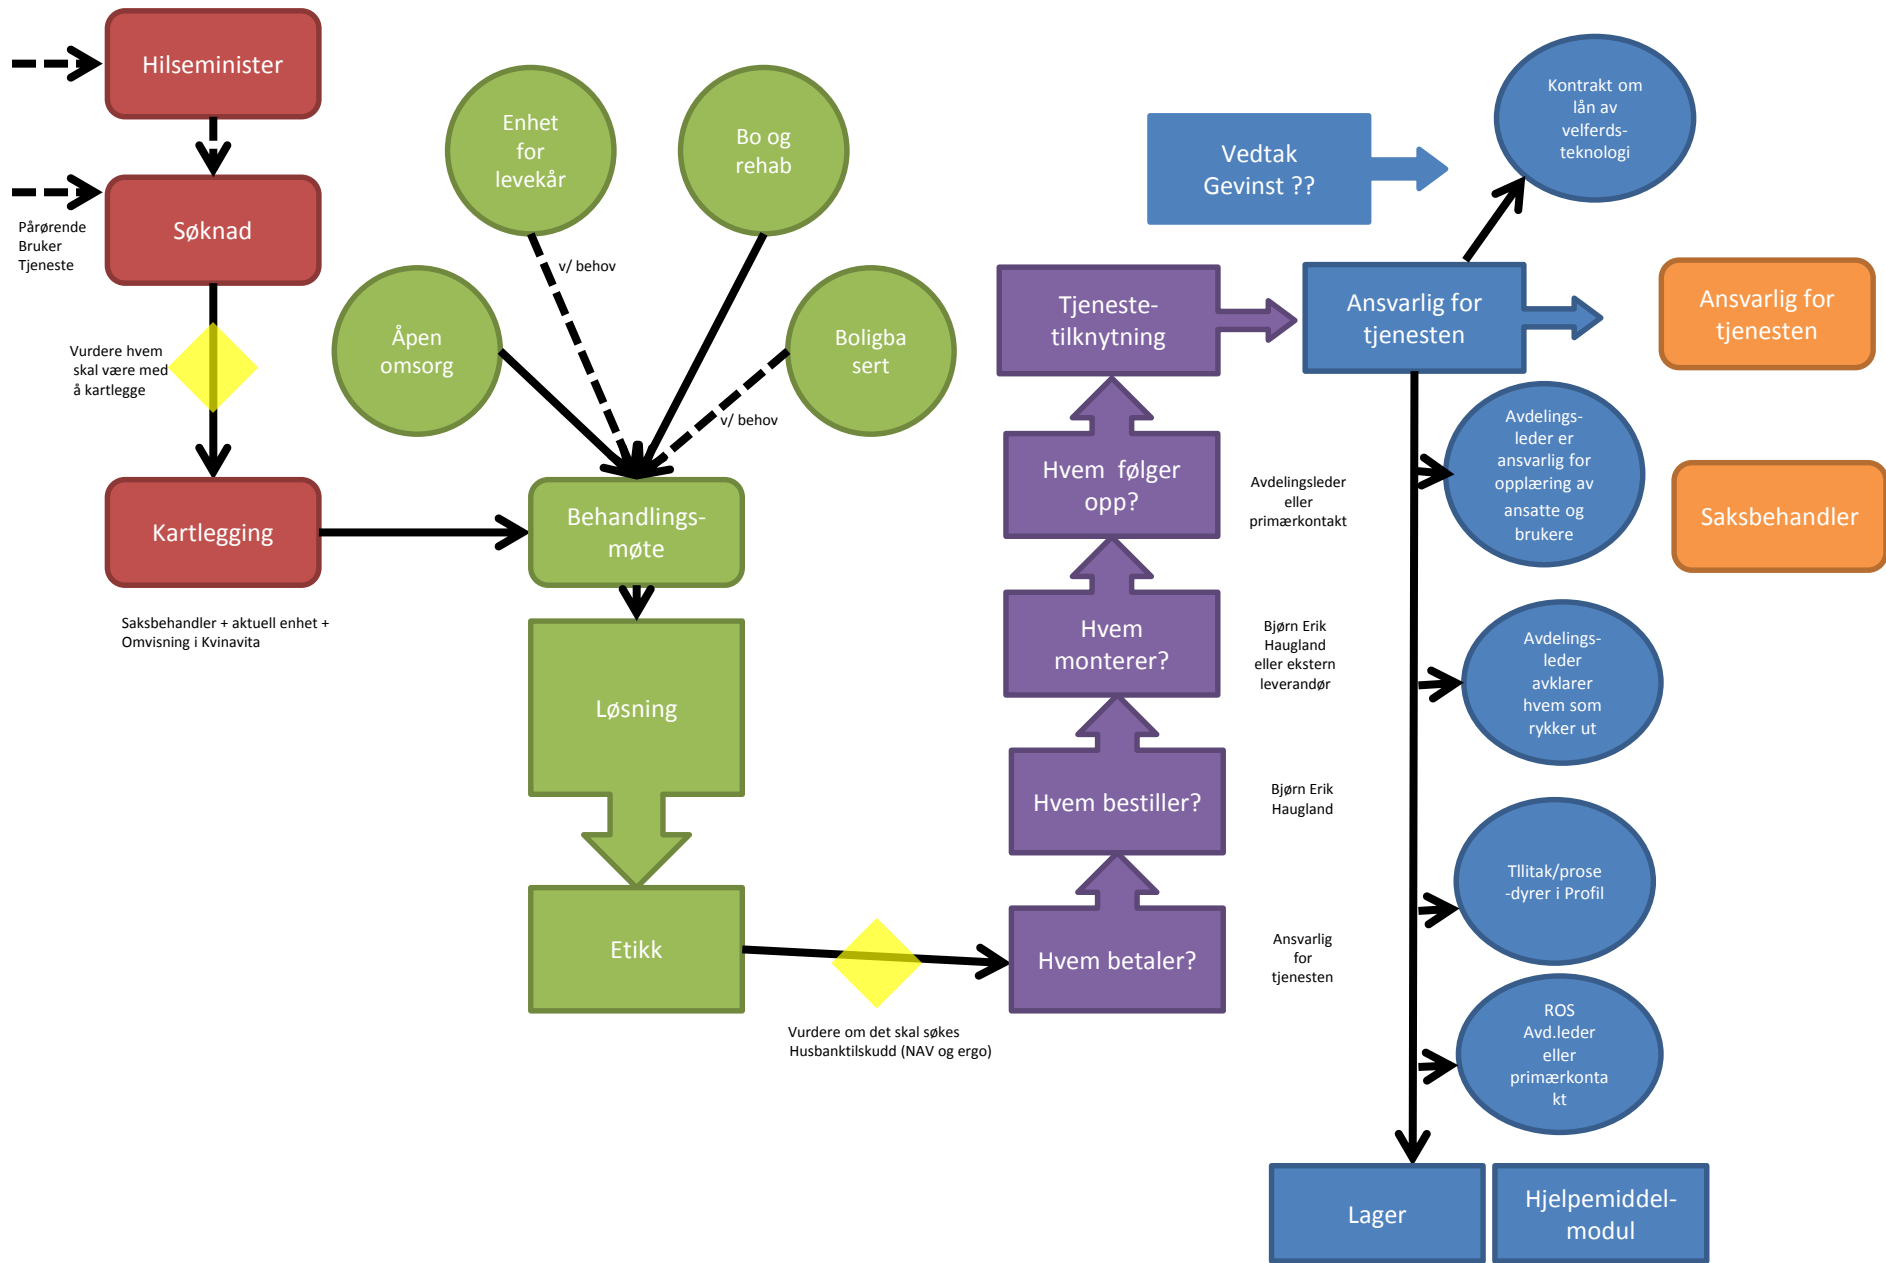 Hilseminister
Søknad
Pårørende
Bruker
Tjeneste
Vurdere hvem
skal være med
å kartlegge
Kartlegging
Saksbehandler + aktuell enhet +
Omvisning i Kvinavita
Enhet
for
levekår
Bo og
rehab
v/ behov
Åpen
omsorg
Boligba
sert
v/ behov
Behandlings-
møte
Løsning
Etikk
Vurdere om det skal søkes
Husbanktilskudd (NAV og ergo)
Tjeneste-
tilknytning
Hvem følger
opp?
Avdelingsleder
eller
primærkontakt
Hvem
monterer?
Bjørn Erik
Haugland
eller ekstern
leverandør
Hvem bestiller?
Bjørn Erik
Haugland
Hvem betaler?
Ansvarlig
for
tjenesten
Vedtak
Gevinst ??
Kontrakt om
lån av
velferds-
teknologi
Ansvarlig for
tjenesten
Avdelings-
leder er
ansvarlig for
opplæring av
ansatte og
brukere
Avdelings-
leder
avklarer
hvem som
rykker ut
Tllitak/prose
-dyrer i Profil
ROS
Avd.leder
eller
primærkonta
kt
Lager
Hjelpemiddel-
modul
Ansvarlig for
tjenesten
Saksbehandler